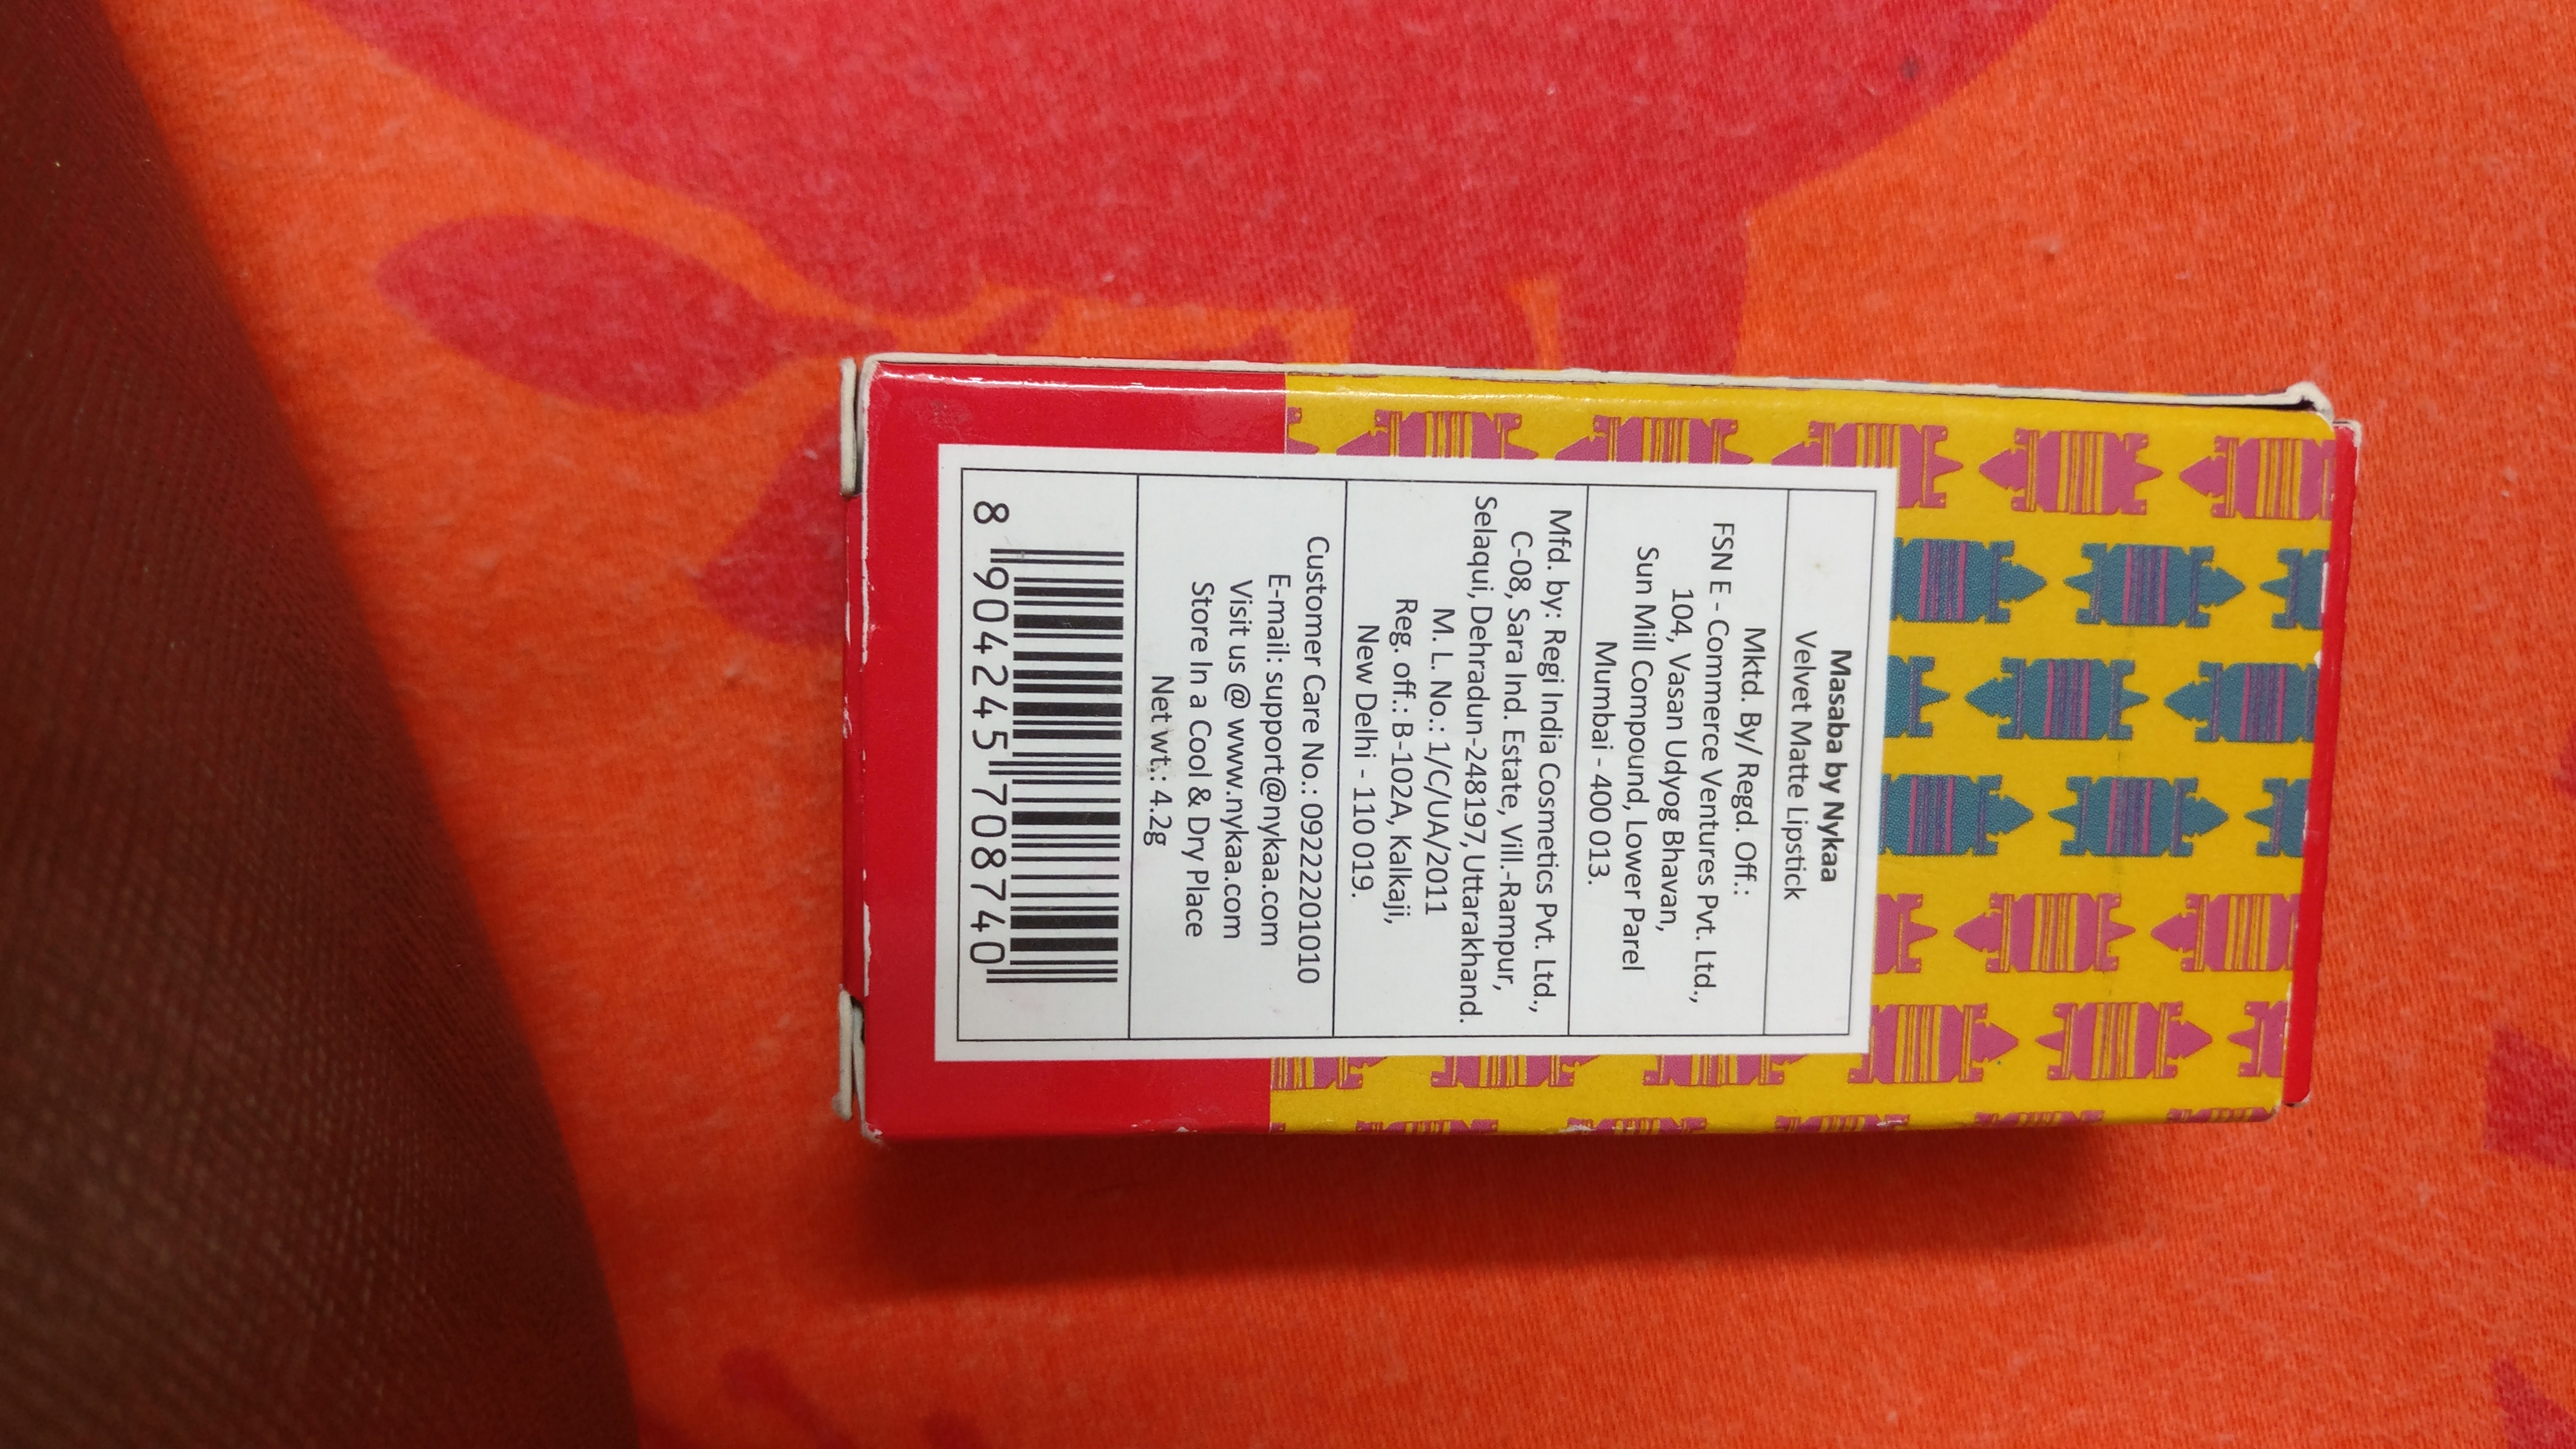 Masaba by Nykaa
Velvet Matte Lipstick
Mktd. By/ Regd. Off.:
FSN E - Commerce Ventures Pvt. Ltd.,
104, Vasan Udyog Bhavan,
Sun Mill Compound, Lower Parel
Mumbai - 400 013.
Mfd. by: Regi India Cosmetics Pvt. Ltd.,
C-08, Sara Ind. Estate, Vill.-Rampur,
Selaqui, Dehradun-248197, Uttarakhand.
M. L. No.: 1/C/UA/2011
Reg. off.: B-102A, Kalkaji,
New Delhi - 110 019.
Customer Care No.: 09222201010
E-mail: support@nykaa.com
Visit us @ www.nykaa.com
Store In a Cool & Dry Place
Net wt.: 4.2g
8 904245 708740